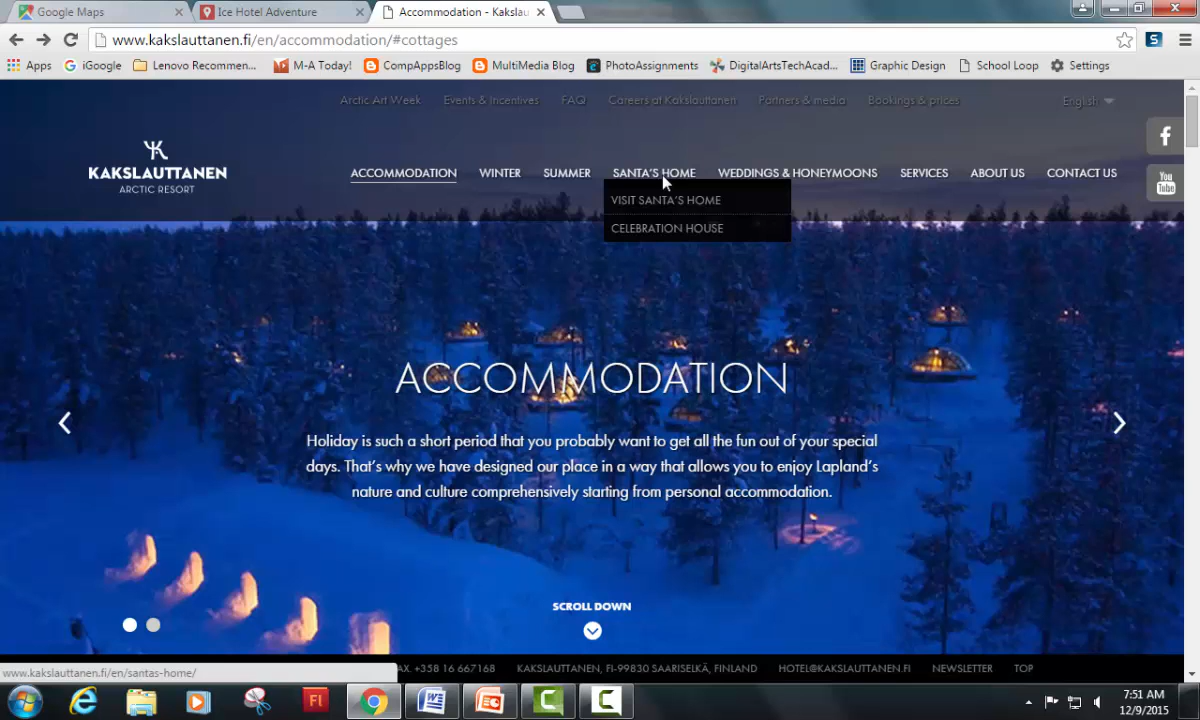 Google Maps
Ice Hotel Adventure
Accommodation - Kakslau
www.kakslauttanen.fi/en/accommodation/#cottages
Apps iGoogle Lenovo Recommen... M-A Today! CompAppsBlog MultiMedia Blog PhotoAssignments DigitalArtsTechAcad... Graphic Design School Loop Settings
Arctic Art Week Events & Incentives FAQ Careers at Kakslauttanen Partners & media Bookings & prices English
KAKSLAUTTANEN
ARCTIC RESORT
ACCOMMODATION WINTER SUMMER SANTA'S HOME WEDDINGS & HONEYMOONS SERVICES ABOUT US CONTACT US
VISIT SANTA'S HOME
CELEBRATION HOUSE
You
Tube
ACCOMMODATION
Holiday is such a short period that you probably want to get all the fun out of your special
days. That's why we have designed our place in a way that allows you to enjoy Lapland's
nature and culture comprehensively starting from personal accommodation.
SCROLL DOWN
www.kakslauttanen.fi/en/santas-home/
AX. +358 16 667168 KAKSLAUTTANEN, FI-99830 SAARISELKÄ, FINLAND HOTEL@KAKSLAUTTANEN.FI NEWSLETTER TOP
7:51 AM
12/9/2015